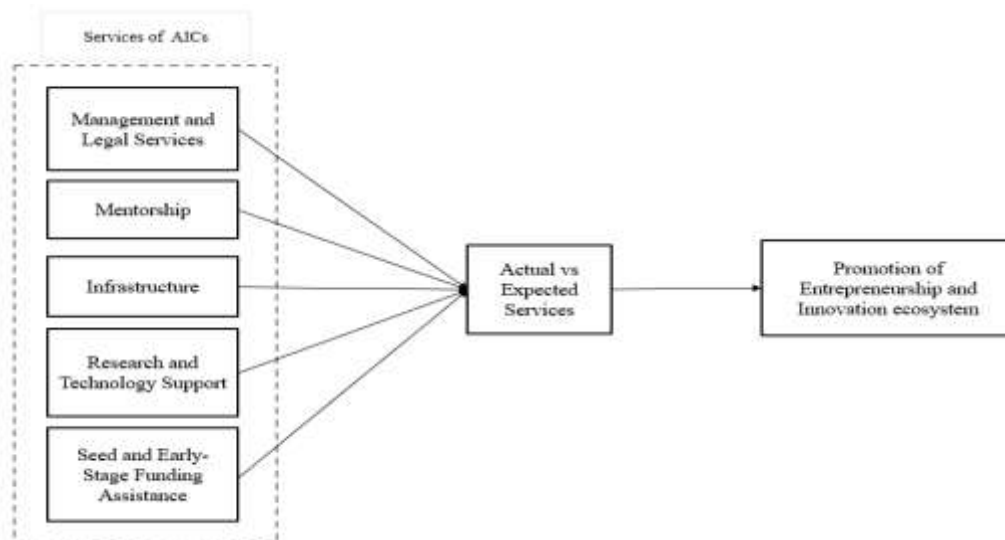 Services of AICs
Management and
Legal Services
Mentorship
Infrastructure
Research and
Technology Support
Seed and Early-
Stage Funding
Assistance
Actual vs
Expected
Services
Promotion of
Entrepreneurship and
Innovation ecosystem